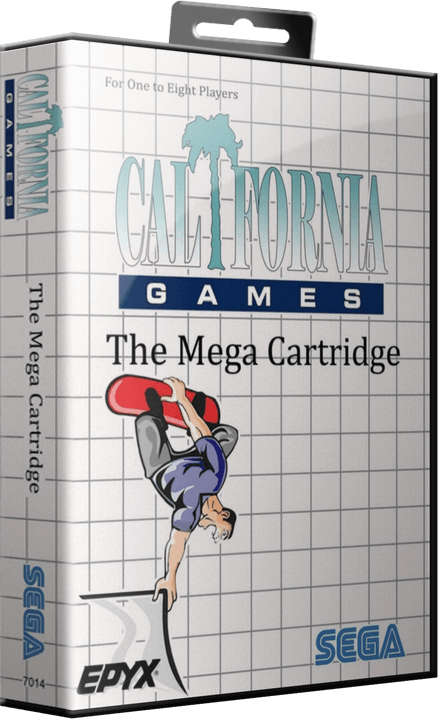 For One to Eight Players
CALIFORNIA
GAMES
The Mega Cartridge
EPYX®
SEGA
CALIFORNIA
GAMES
The Mega Cartridge
SEGA
7014